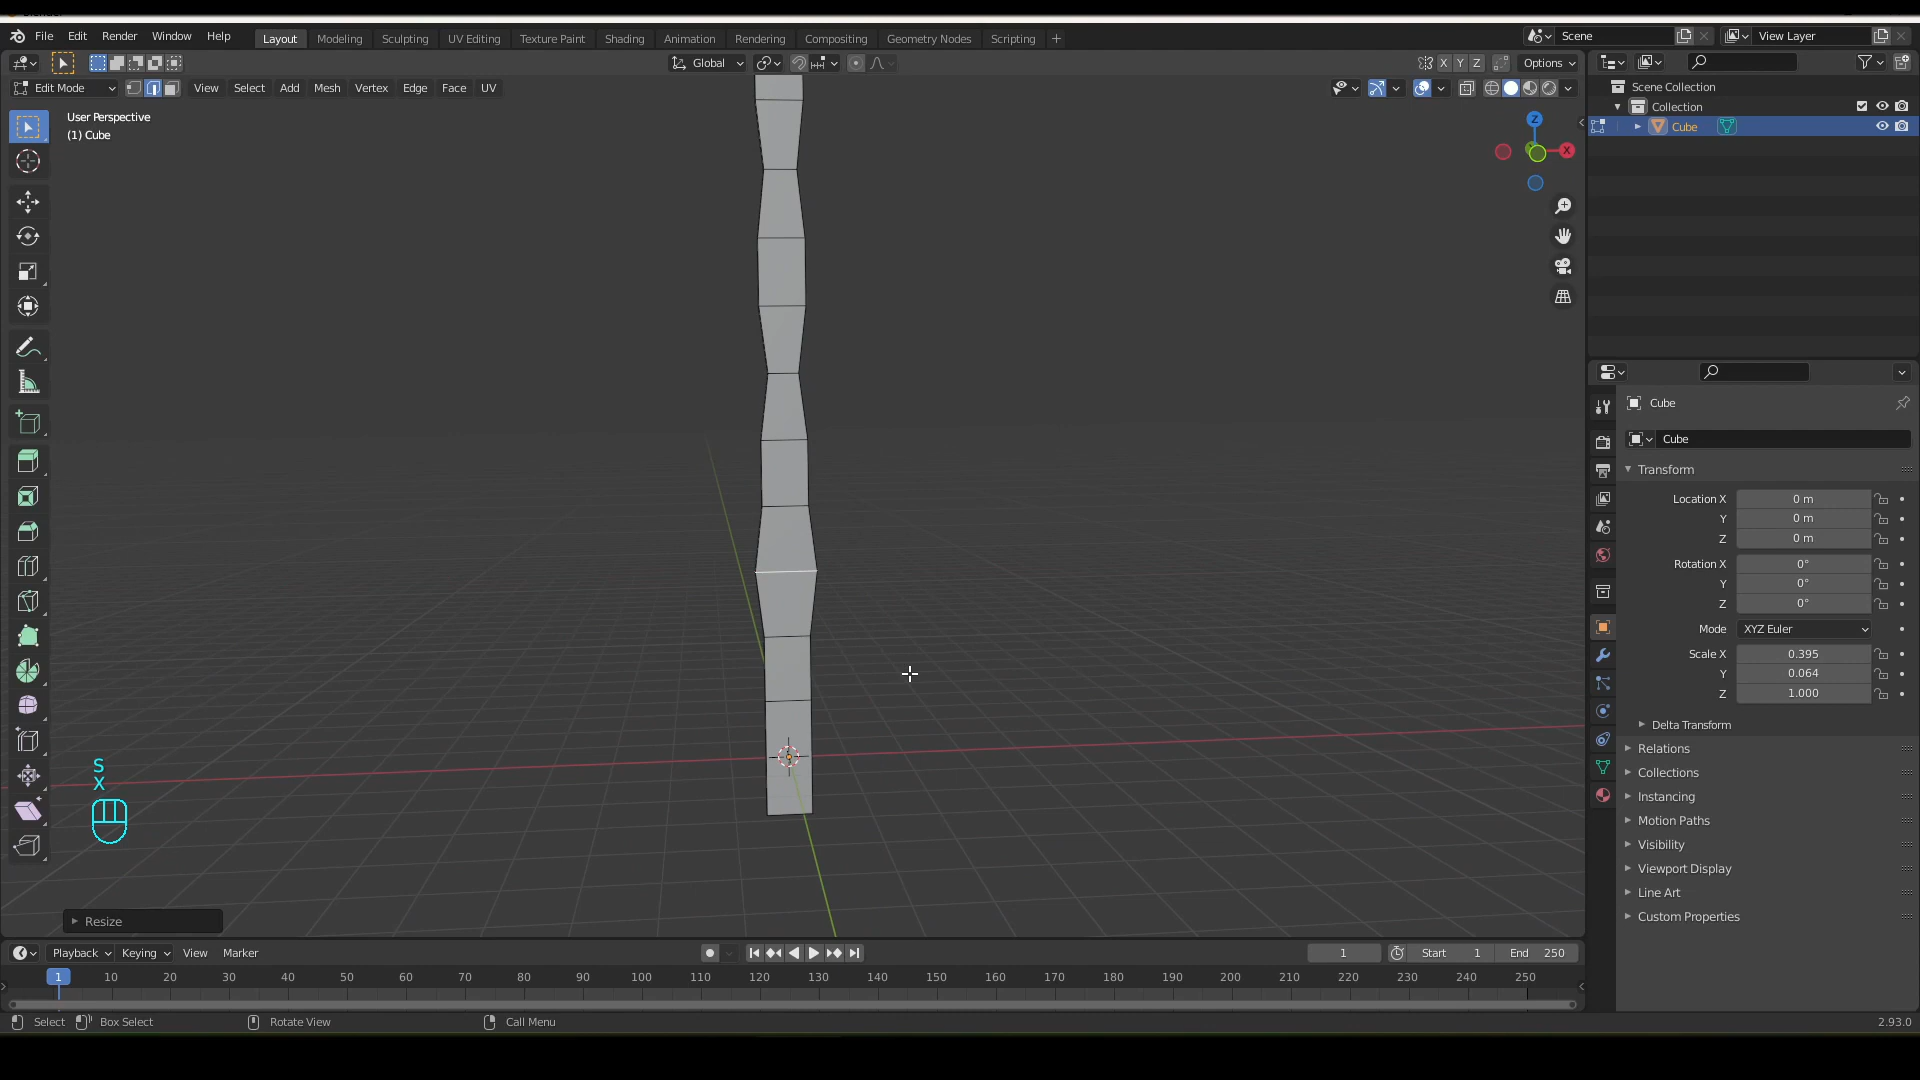 File Edit Render Window Help Layout Modeling Sculpting UV Editing Texture Paint Shading Animation Rendering Compositing Geometry Nodes Scripting + Scene View Layer
Global X Y Z Options
Edit Mode View Select Add Mesh Vertex Edge Face UV
User Perspective
(1) Cube
Z
X
Scene Collection
Collection
Cube
Cube
Cube
Transform
Location X 0 m
Y 0 m
Z 0 m
Rotation X 0°
Y 0°
Z 0°
Mode XYZ Euler
Scale X 0.395
Y 0.064
Z 1.000
Delta Transform
Relations
Collections
Instancing
Motion Paths
Visibility
Viewport Display
Line Art
Custom Properties
S
X
Resize
Playback Keying View Marker 1 Start 1 End 250
1 10 20 30 40 50 60 70 80 90 100 110 120 130 140 150 160 170 180 190 200 210 220 230 240 250
Select Box Select Rotate View Call Menu 2.93.0